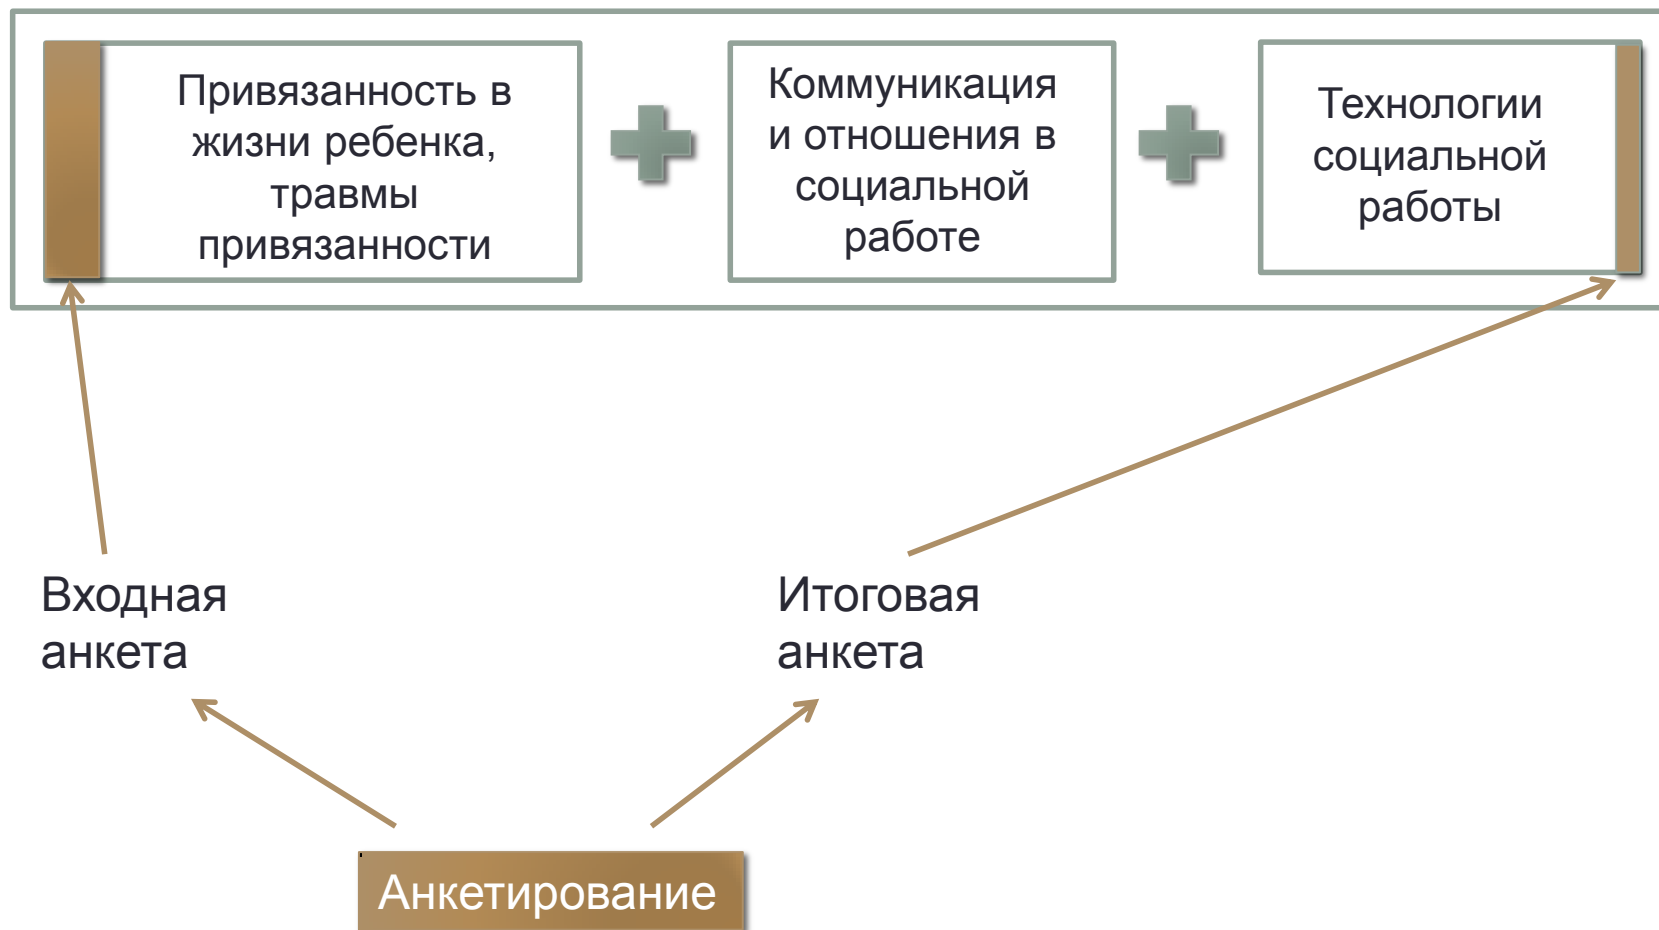 Привязанность в
жизни ребенка,
травмы
привязанности
Коммуникация
и отношения в
социальной
работе
Технологии
социальной
работы
Входная
анкета
Итоговая
анкета
Анкетирование